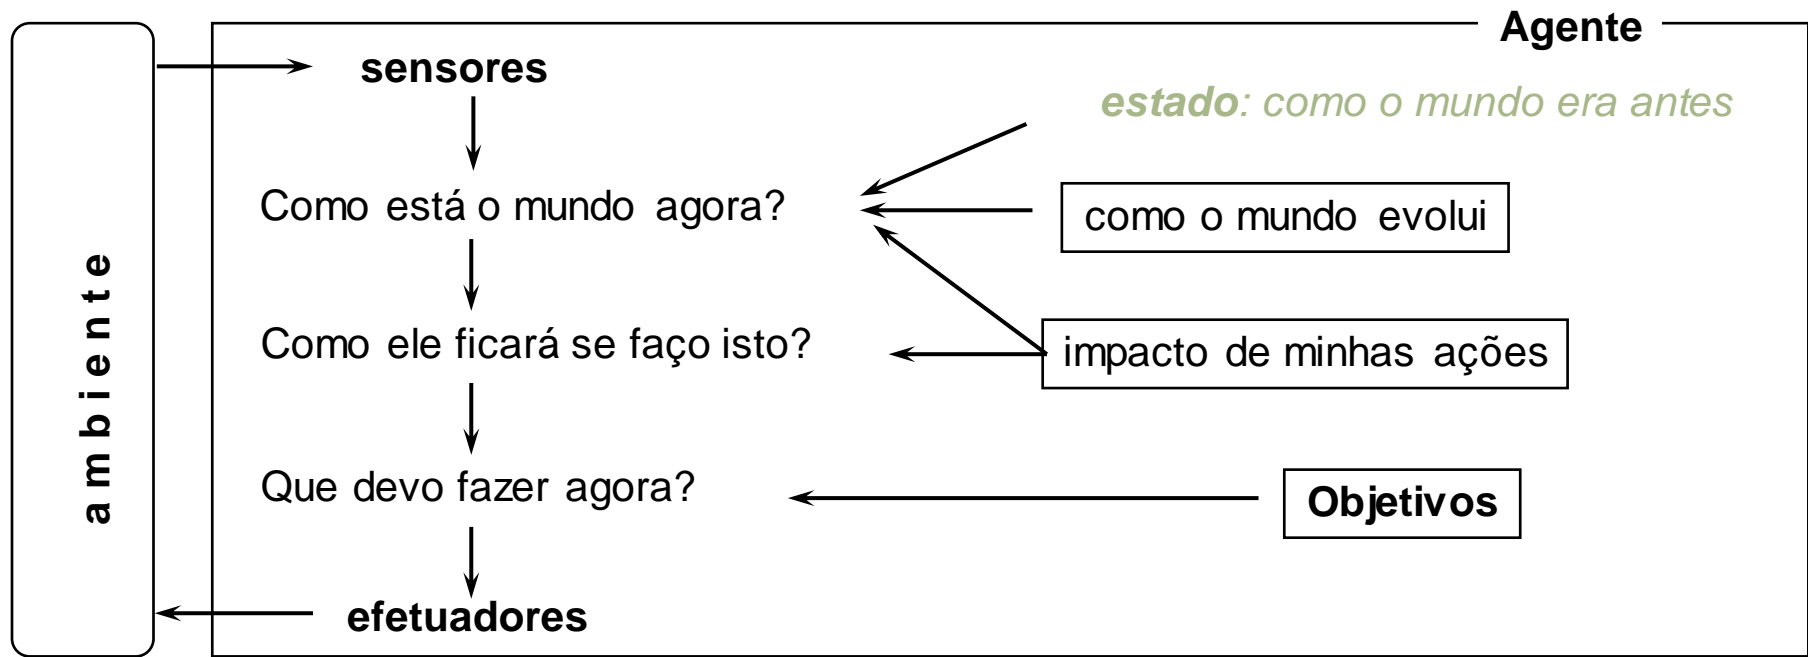 Agente
sensores
estado: como o mundo era antes
Como está o mundo agora?
como o mundo evolui
ambiente
Como ele ficará se faço isto?
impacto de minhas ações
Que devo fazer agora?
Objetivos
efetuadores